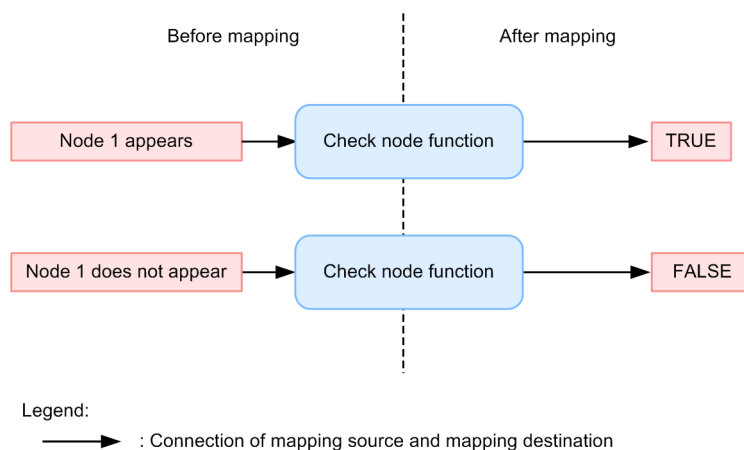 Before mapping
After mapping
Node 1 appears
Check node function
TRUE
Node 1 does not appear
Check node function
FALSE
Legend:
: Connection of mapping source and mapping destination